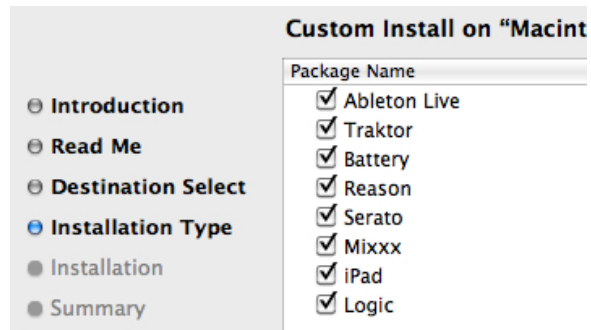 Custom Install on “Macint
Package Name
Introduction
Read Me
Destination Select
Installation Type
Installation
Summary
Ableton Live
Traktor
Battery
Reason
Serato
Mixxx
iPad
Logic